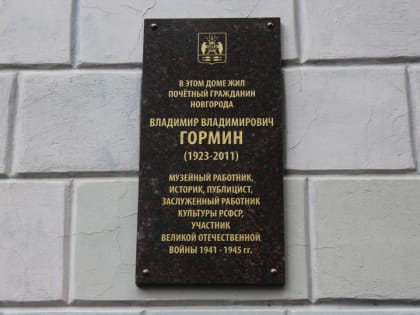 В ЭТОМ ДОМЕ ЖИЛ
ПОЧЁТНЫЙ ГРАЖДАНИН
НОВГОРОДА
ВЛАДИМИР ВЛАДИМИРОВИЧ
ГОРМИН
(1923-2011)
МУЗЕЙНЫЙ РАБОТНИК,
ИСТОРИК, ПУБЛИЦИСТ,
ЗАСЛУЖЕННЫЙ РАБОТНИК
КУЛЬТУРЫ РСФСР,
УЧАСТНИК
ВЕЛИКОЙ ОТЕЧЕСТВЕННОЙ
ВОЙНЫ 1941 - 1945 гг.